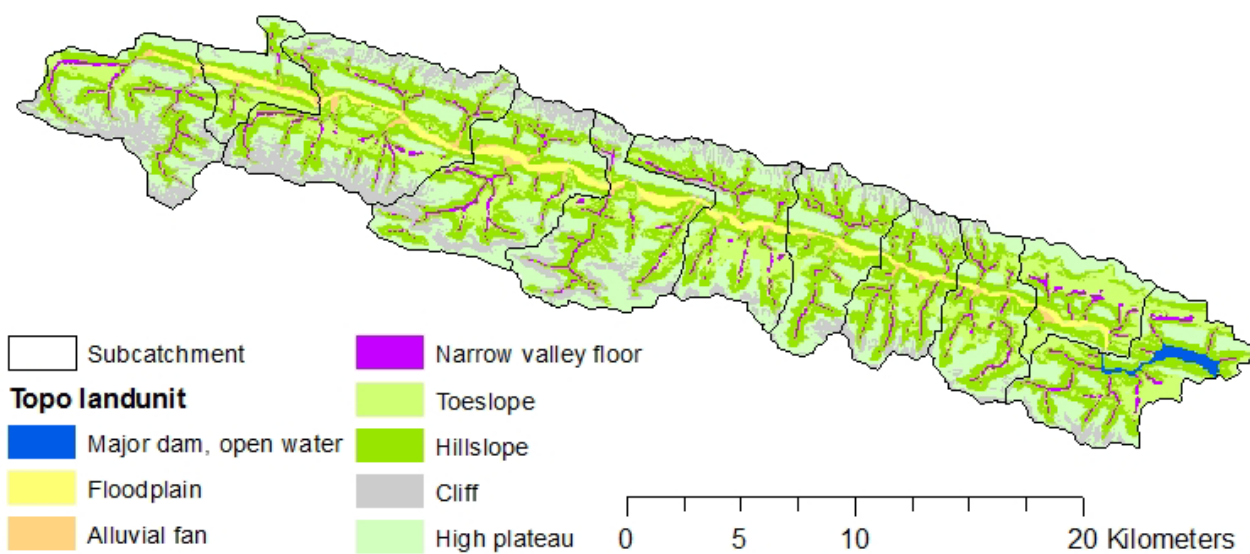 Subcatchment
Topo landunit
Major dam, open water
Floodplain
Alluvial fan
Narrow valley floor
Toeslope
Hillslope
Cliff
High plateau
0 5 10 20 Kilometers